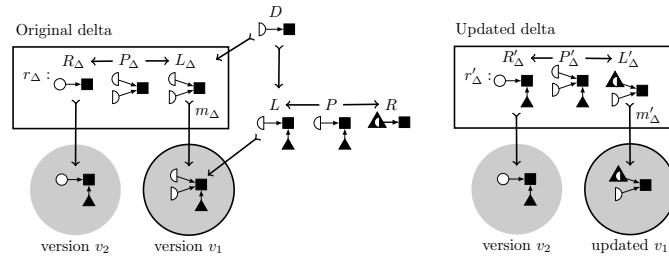 Original delta
D
Updated delta
R_Δ P_Δ L_Δ
r_Δ :
m_Δ
L P R
R'_Δ P'_Δ L'_Δ
r'_Δ :
m'_Δ
version v_2
version v_1
version v_2
updated v_1